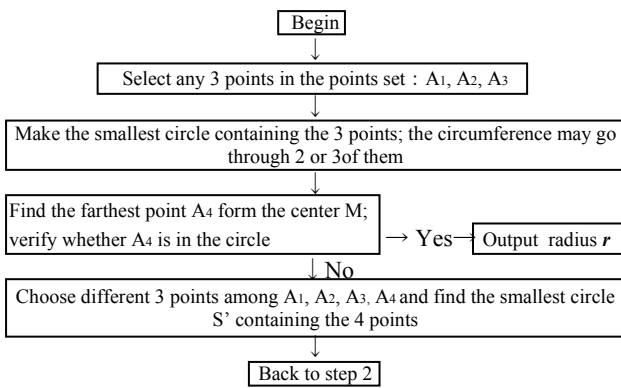 Begin
Select any 3 points in the points set : A1, A2, A3
Make the smallest circle containing the 3 points; the circumference may go
through 2 or 3of them
Find the farthest point A4 form the center M;
verify whether A4 is in the circle
Yes
Output radius r
No
Choose different 3 points among A1, A2, A3, A4 and find the smallest circle
S' containing the 4 points
Back to step 2